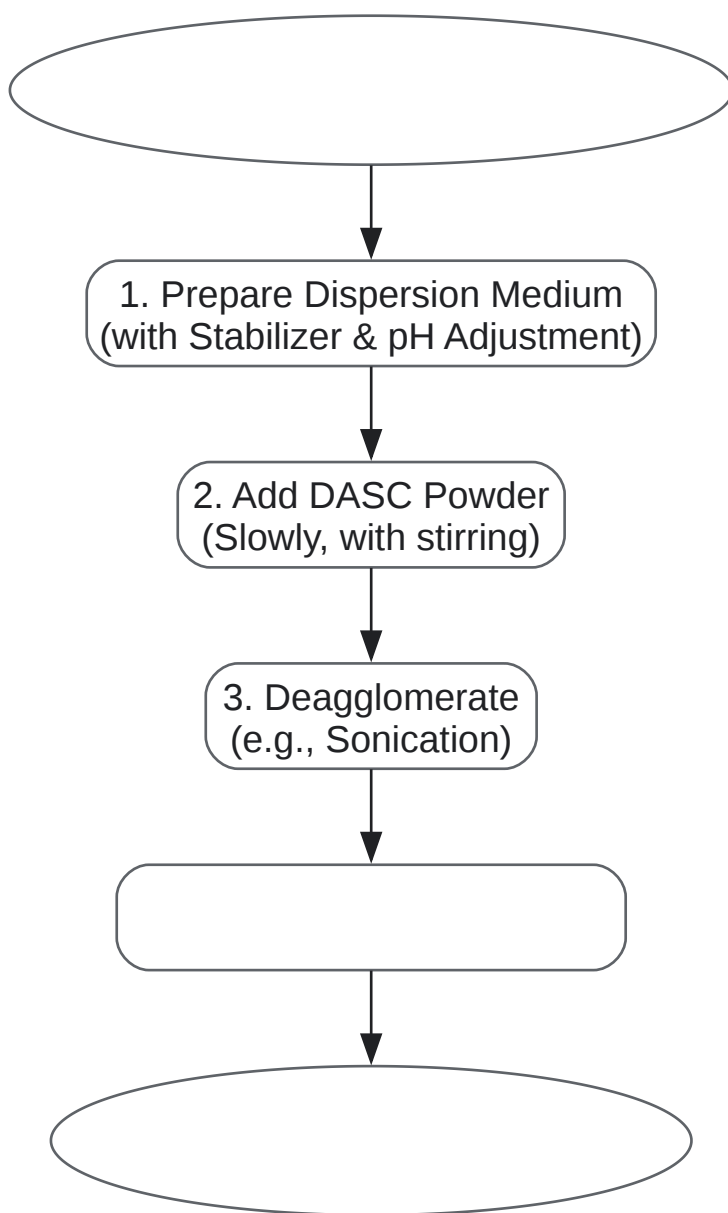 1. Prepare Dispersion Medium
(with Stabilizer & pH Adjustment)
2. Add DASC Powder
(Slowly, with stirring)
3. Deagglomerate
(e.g., Sonication)